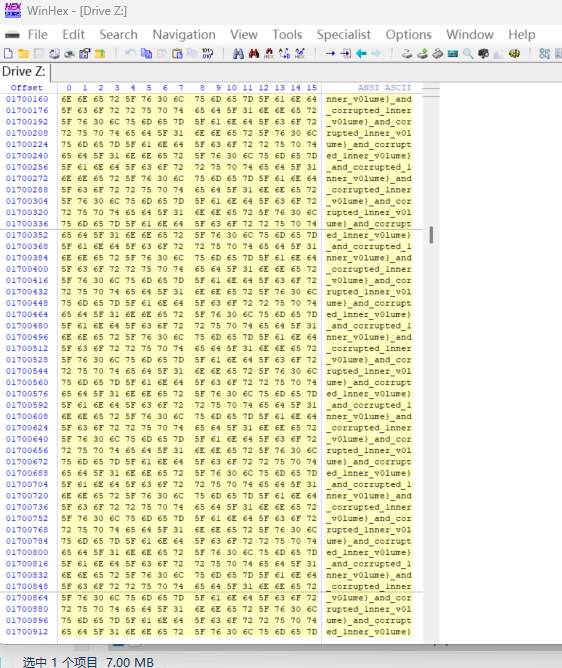 WinHex - [Drive Z:]
File Edit Search Navigation View Tools Specialist Options Window Help
Drive Z:
Offset 0 1 2 3 4 5 6 7 8 9 10 11 12 13 14 15 ANSI ASCII
01700160 6E 6E 65 72 5F 76 30 6C 75 6D 65 7D 5F 61 6E 64 nner_v0lume}_and
01700176 5F 63 6F 72 72 75 70 74 65 64 5F 31 6E 6E 65 72 _corrupted_1nner
01700192 5F 76 30 6C 75 6D 65 7D 5F 61 6E 64 5F 63 6F 72 _v0lume}_and_cor
01700208 72 75 70 74 65 64 5F 31 6E 6E 65 72 5F 76 30 6C rupted_1nner_v0l
01700224 75 6D 65 7D 5F 61 6E 64 5F 63 6F 72 72 75 70 74 ume}_and_corrupt
01700240 65 64 5F 31 6E 6E 65 72 5F 76 30 6C 75 6D 65 7D ed_1nner_v0lume}
01700256 5F 61 6E 64 5F 63 6F 72 72 75 70 74 65 64 5F 31 _and_corrupted_1
01700272 6E 6E 65 72 5F 76 30 6C 75 6D 65 7D 5F 61 6E 64 nner_v0lume}_and
01700288 5F 63 6F 72 72 75 70 74 65 64 5F 31 6E 6E 65 72 _corrupted_1nner
01700304 5F 76 30 6C 75 6D 65 7D 5F 61 6E 64 5F 63 6F 72 _v0lume}_and_cor
01700320 72 75 70 74 65 64 5F 31 6E 6E 65 72 5F 76 30 6C rupted_1nner_v0l
01700336 75 6D 65 7D 5F 61 6E 64 5F 63 6F 72 72 75 70 74 ume}_and_corrupt
01700352 65 64 5F 31 6E 6E 65 72 5F 76 30 6C 75 6D 65 7D ed_1nner_v0lume}
01700368 5F 61 6E 64 5F 63 6F 72 72 75 70 74 65 64 5F 31 _and_corrupted_1
01700384 6E 6E 65 72 5F 76 30 6C 75 6D 65 7D 5F 61 6E 64 nner_v0lume}_and
01700400 5F 63 6F 72 72 75 70 74 65 64 5F 31 6E 6E 65 72 _corrupted_1nner
01700416 5F 76 30 6C 75 6D 65 7D 5F 61 6E 64 5F 63 6F 72 _v0lume}_and_cor
01700432 72 75 70 74 65 64 5F 31 6E 6E 65 72 5F 76 30 6C rupted_1nner_v0l
01700448 75 6D 65 7D 5F 61 6E 64 5F 63 6F 72 72 75 70 74 ume}_and_corrupt
01700464 65 64 5F 31 6E 6E 65 72 5F 76 30 6C 75 6D 65 7D ed_1nner_v0lume}
01700480 5F 61 6E 64 5F 63 6F 72 72 75 70 74 65 64 5F 31 _and_corrupted_1
01700496 6E 6E 65 72 5F 76 30 6C 75 6D 65 7D 5F 61 6E 64 nner_v0lume}_and
01700512 5F 63 6F 72 72 75 70 74 65 64 5F 31 6E 6E 65 72 _corrupted_1nner
01700528 5F 76 30 6C 75 6D 65 7D 5F 61 6E 64 5F 63 6F 72 _v0lume}_and_cor
01700544 72 75 70 74 65 64 5F 31 6E 6E 65 72 5F 76 30 6C rupted_1nner_v0l
01700560 75 6D 65 7D 5F 61 6E 64 5F 63 6F 72 72 75 70 74 ume}_and_corrupt
01700576 65 64 5F 31 6E 6E 65 72 5F 76 30 6C 75 6D 65 7D ed_1nner_v0lume}
01700592 5F 61 6E 64 5F 63 6F 72 72 75 70 74 65 64 5F 31 _and_corrupted_1
01700608 6E 6E 65 72 5F 76 30 6C 75 6D 65 7D 5F 61 6E 64 nner_v0lume}_and
01700624 5F 63 6F 72 72 75 70 74 65 64 5F 31 6E 6E 65 72 _corrupted_1nner
01700640 5F 76 30 6C 75 6D 65 7D 5F 61 6E 64 5F 63 6F 72 _v0lume}_and_cor
01700656 72 75 70 74 65 64 5F 31 6E 6E 65 72 5F 76 30 6C rupted_1nner_v0l
01700672 75 6D 65 7D 5F 61 6E 64 5F 63 6F 72 72 75 70 74 ume}_and_corrupt
01700688 65 64 5F 31 6E 6E 65 72 5F 76 30 6C 75 6D 65 7D ed_1nner_v0lume}
01700704 5F 61 6E 64 5F 63 6F 72 72 75 70 74 65 64 5F 31 _and_corrupted_1
01700720 6E 6E 65 72 5F 76 30 6C 75 6D 65 7D 5F 61 6E 64 nner_v0lume}_and
01700736 5F 63 6F 72 72 75 70 74 65 64 5F 31 6E 6E 65 72 _corrupted_1nner
01700752 5F 76 30 6C 75 6D 65 7D 5F 61 6E 64 5F 63 6F 72 _v0lume}_and_cor
01700768 72 75 70 74 65 64 5F 31 6E 6E 65 72 5F 76 30 6C rupted_1nner_v0l
01700784 75 6D 65 7D 5F 61 6E 64 5F 63 6F 72 72 75 70 74 ume}_and_corrupt
01700800 65 64 5F 31 6E 6E 65 72 5F 76 30 6C 75 6D 65 7D ed_1nner_v0lume}
01700816 5F 61 6E 64 5F 63 6F 72 72 75 70 74 65 64 5F 31 _and_corrupted_1
01700832 6E 6E 65 72 5F 76 30 6C 75 6D 65 7D 5F 61 6E 64 nner_v0lume}_and
01700848 5F 63 6F 72 72 75 70 74 65 64 5F 31 6E 6E 65 72 _corrupted_1nner
01700864 5F 76 30 6C 75 6D 65 7D 5F 61 6E 64 5F 63 6F 72 _v0lume}_and_cor
01700880 72 75 70 74 65 64 5F 31 6E 6E 65 72 5F 76 30 6C rupted_1nner_v0l
01700896 75 6D 65 7D 5F 61 6E 64 5F 63 6F 72 72 75 70 74 ume}_and_corrupt
01700912 65 64 5F 31 6E 6E 65 72 5F 76 30 6C 75 6D 65 7D ed_1nner_v0lume}
选中 1 个项目 7.00 MB